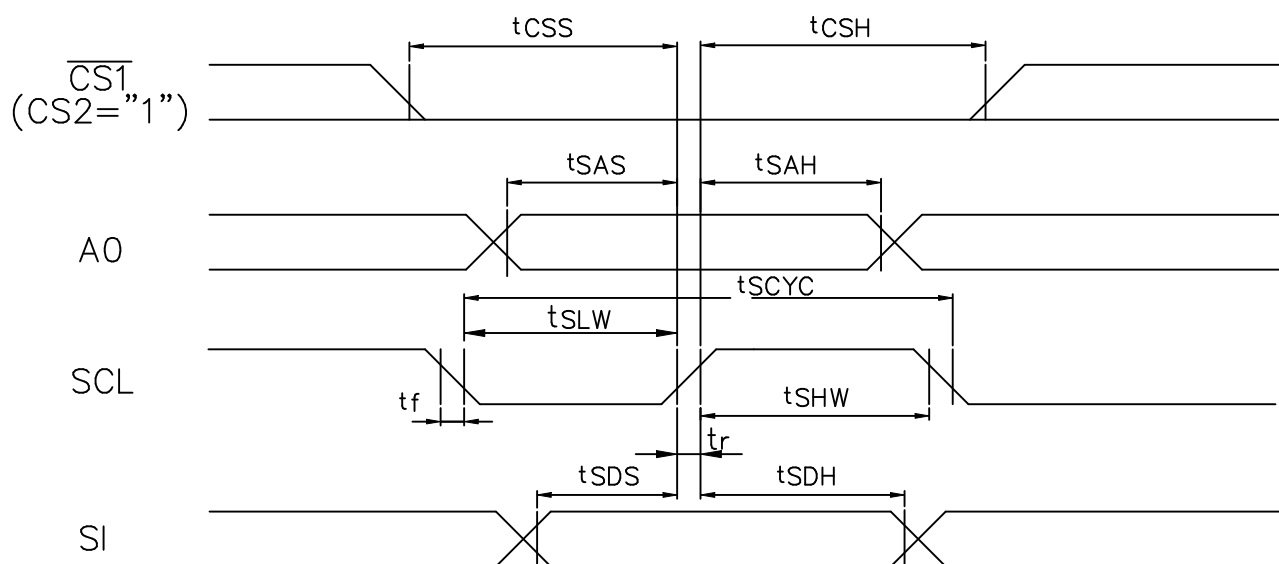 tCSS
tCSH
CS1
(CS2="1")
tSAS
tSAH
A0
tSCYC
tSLW
SCL
tf
tSHW
tr
tSDS
tSDH
SI